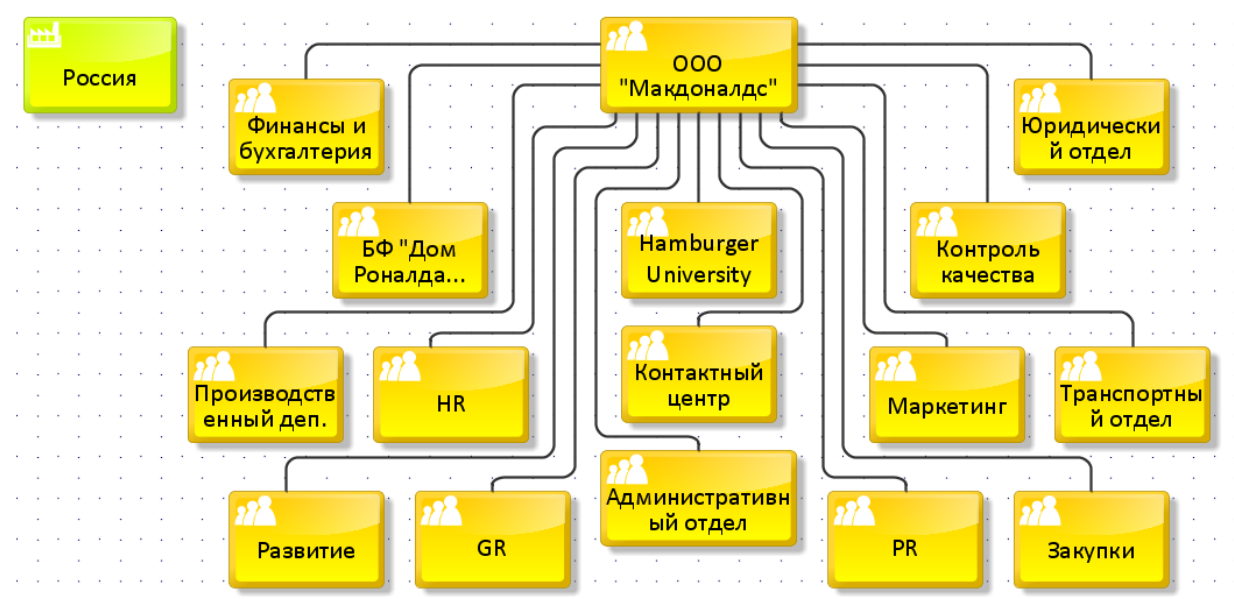 Россия
ООО
"Макдоналдс"
Финансы и
бухгалтерия
Юридически
й отдел
БФ "Дом
Роналда...
Hamburger
University
Контроль
качества
Производств
енный деп.
HR
Контактный
центр
Маркетинг
Транспортны
й отдел
Развитие
GR
Административн
ый отдел
PR
Закупки